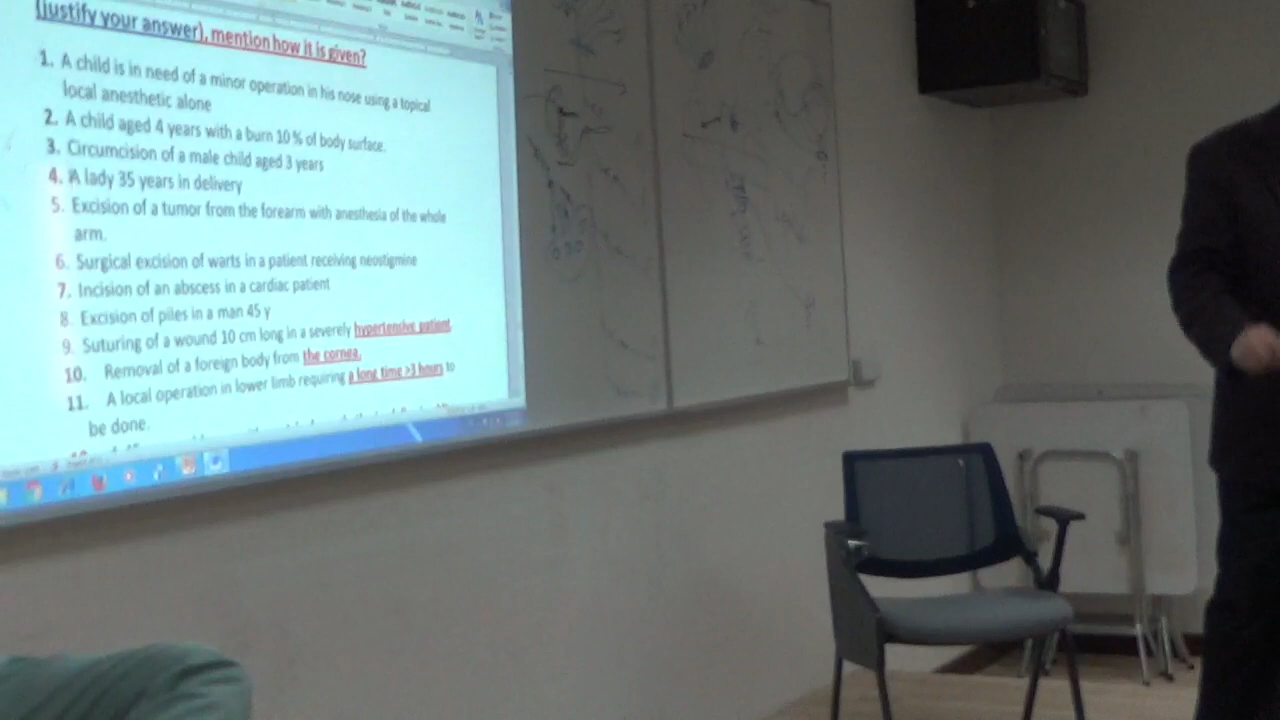 (justify your answer), mention how it is given?
1. A child is in need of a minor operation in his nose using a topical
local anesthetic alone
2. A child aged 4 years with a burn 10 % of body surface.
3. Circumcision of a male child aged 3 years
4. A lady 35 years in delivery
5. Excision of a tumor from the forearm with anesthesia of the whole
arm.
6. Surgical excision of warts in a patient receiving neostigmine
7. Incision of an abscess in a cardiac patient
8. Excision of piles in a man 45 y
9. Suturing of a wound 10 cm long in a severely hypertensive patient.
10. Removal of a foreign body from the cornea.
11. A local operation in lower limb requiring a long time >3 hours to
be done.